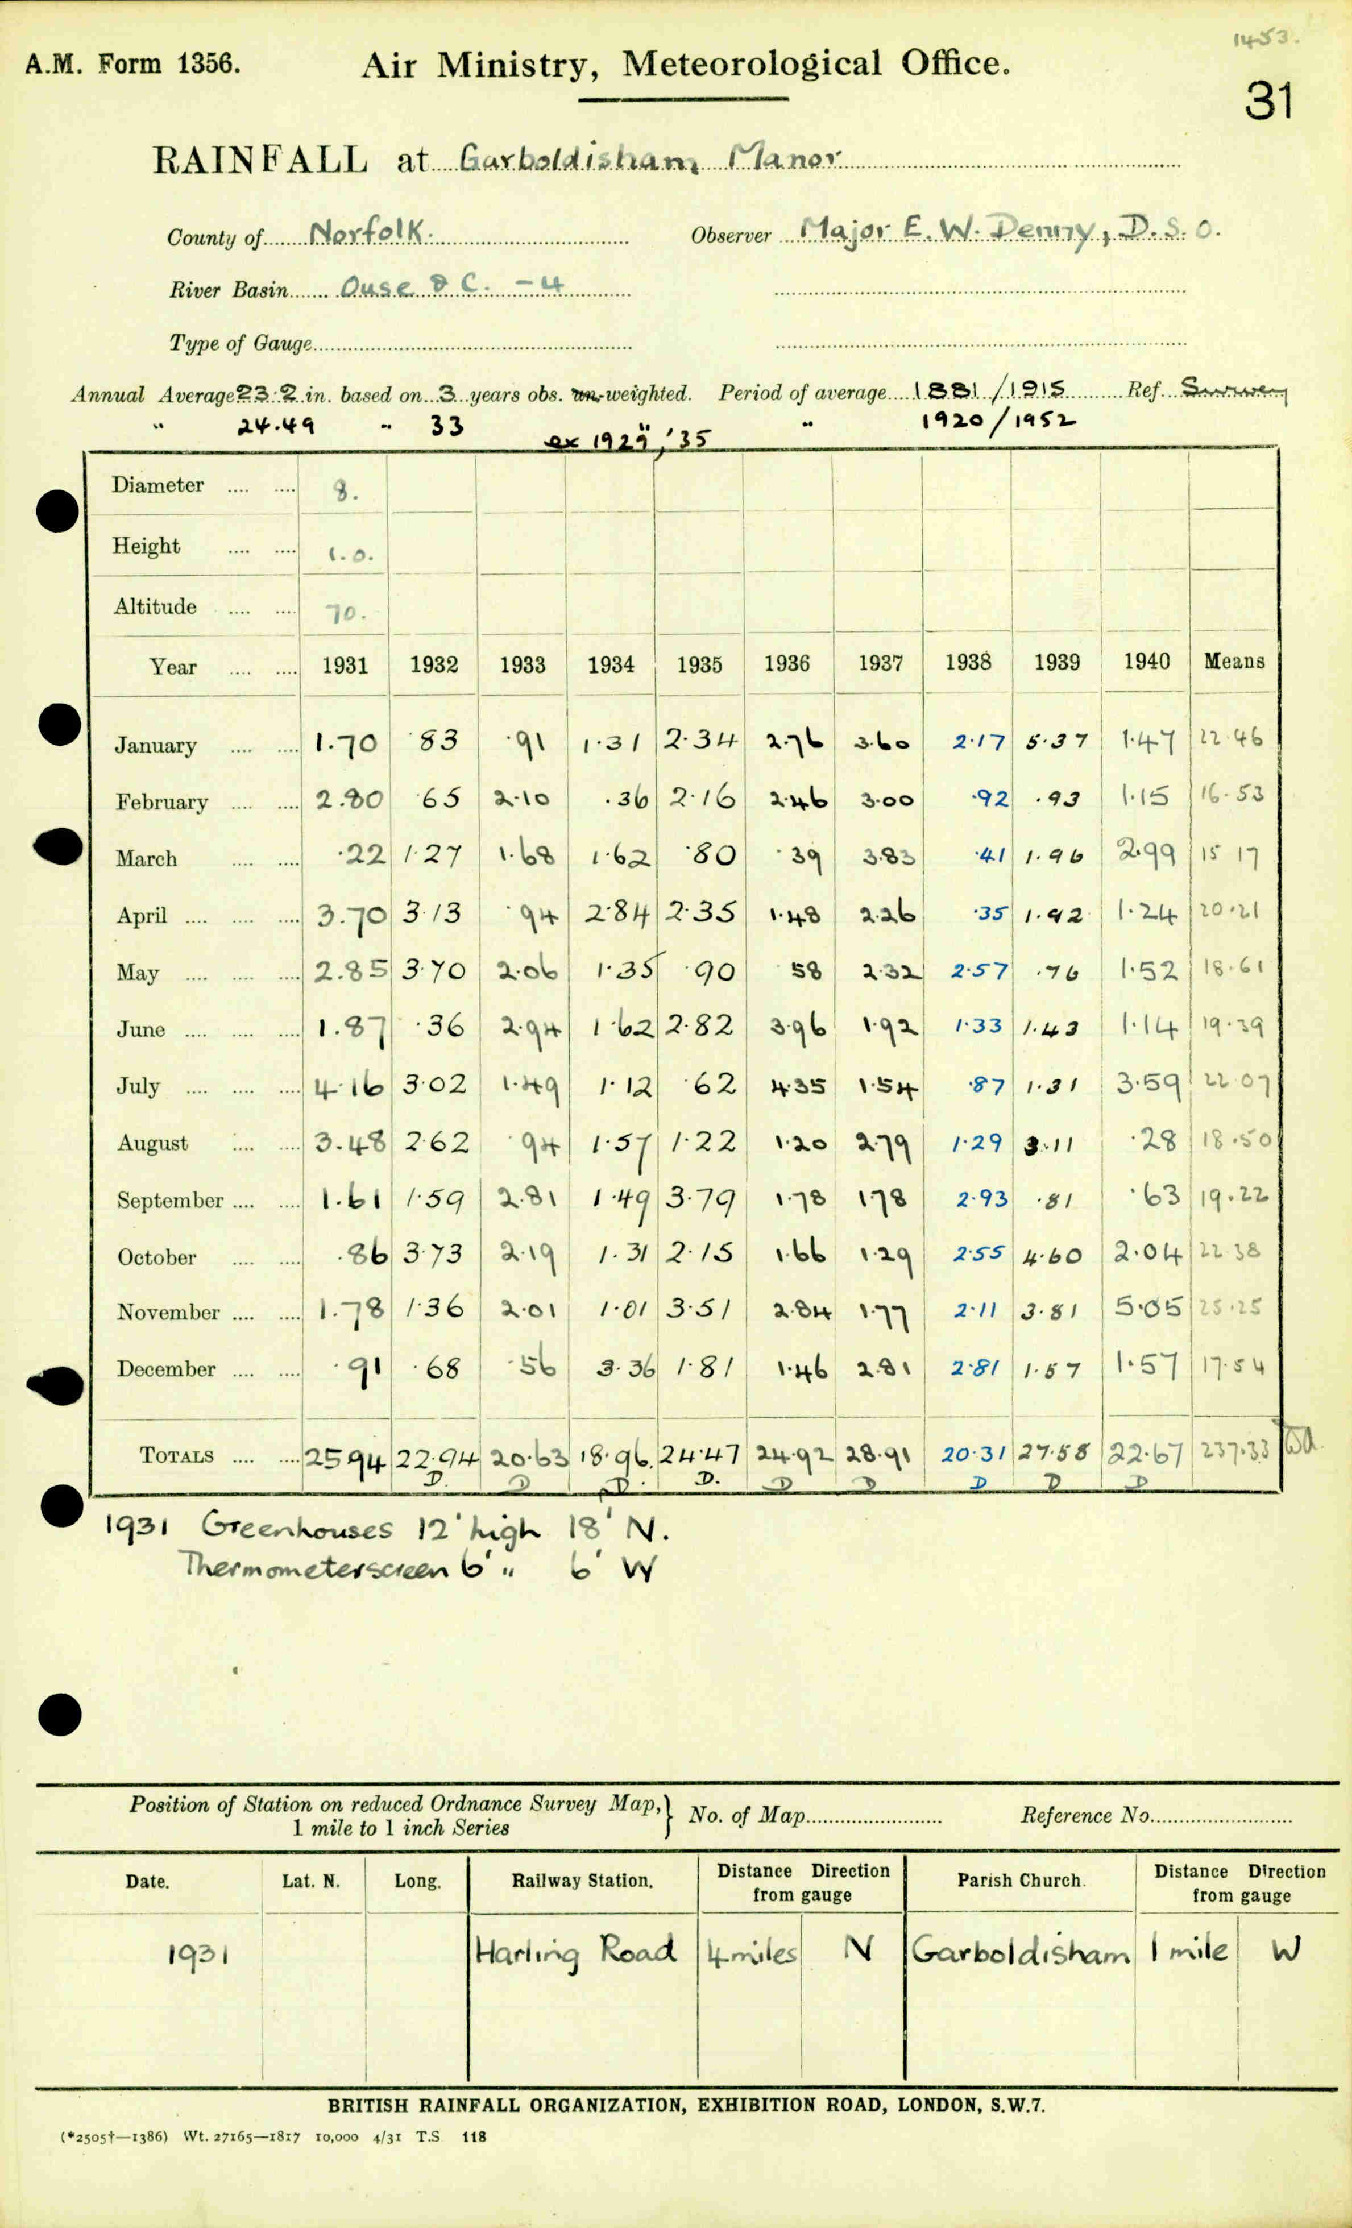 1453.
A.M. Form 1356. Air Ministry, Meteorological Office.
31
RAINFALL at Garboldisham, Manor
County of Norfolk. Observer Major E. W. Denny, D.S.O.
River Basin Ouse & C. -4
Type of Gauge
Annual Average 23.2 in. based on 3 years obs. un-weighted. Period of average 1881/1915 Ref. Survey
" 24.49 " 33 " 1920/1952
ex 1929, '35
Diameter .... .... 8.
Height .... .... 1.0.
Altitude .... .... 70.
Year .... .... 1931 1932 1933 1934 1935 1936 1937 1938 1939 1940 Means
January .... .... 1.70 .83 .91 1.31 2.34 2.76 3.60 2.17 5.37 1.47 22.46
February .... .... 2.80 .65 2.10 .36 2.16 2.46 3.00 .92 .93 1.15 16.53
March .... .... .22 1.27 1.68 1.62 .80 .39 3.83 .41 1.96 2.99 15 17
April .... .... .... 3.70 3.13 .94 2.84 2.35 1.48 2.26 .35 1.92 1.24 20.21
May .... .... .... 2.85 3.70 2.06 1.35 .90 58 2.32 2.57 .76 1.52 18.61
June .... .... .... 1.87 .36 2.94 1.62 2.82 3.96 1.92 1.33 1.43 1.14 19.39
July .... .... .... 4.16 3.02 1.49 1.12 .62 4.35 1.54 .87 1.31 3.59 22 07
August .... .... 3.48 2.62 .94 1.57 1.22 1.20 2.79 1.29 3.11 .28 18.50
September .... .... 1.61 1.59 2.81 1.49 3.79 1.78 1.78 2.93 .81 .63 19.22
October .... .... .86 3.73 2.19 1.31 2.15 1.66 1.29 2.55 4.60 2.04 22.38
November .... .... 1.78 1.36 2.01 1.01 3.51 2.84 1.77 2.11 3.81 5.05 25.25
December .... .... .91 .68 .56 3.36 1.81 1.46 2.81 2.81 1.57 1.57 17.54
TOTALS .... .... 25.94 22.94 20.63 18.96. 24.47 24.92 28.91 20.31 27.58 22.67 237.33
D. D D. D. D D D D D
1931 Greenhouses 12' high 18' N.
Thermometer screen 6' " 6' W
Position of Station on reduced Ordnance Survey Map, } No. of Map Reference No.
1 mile to 1 inch Series
Date. Lat. N. Long. Railway Station. Distance Direction from gauge Parish Church. Distance Direction from gauge
1931 Harling Road 4 miles N Garboldisham 1 mile W
BRITISH RAINFALL ORGANIZATION, EXHIBITION ROAD, LONDON, S.W.7.
(*2505†—1386) Wt. 27165—1817 10,000 4/31 T.S. 118